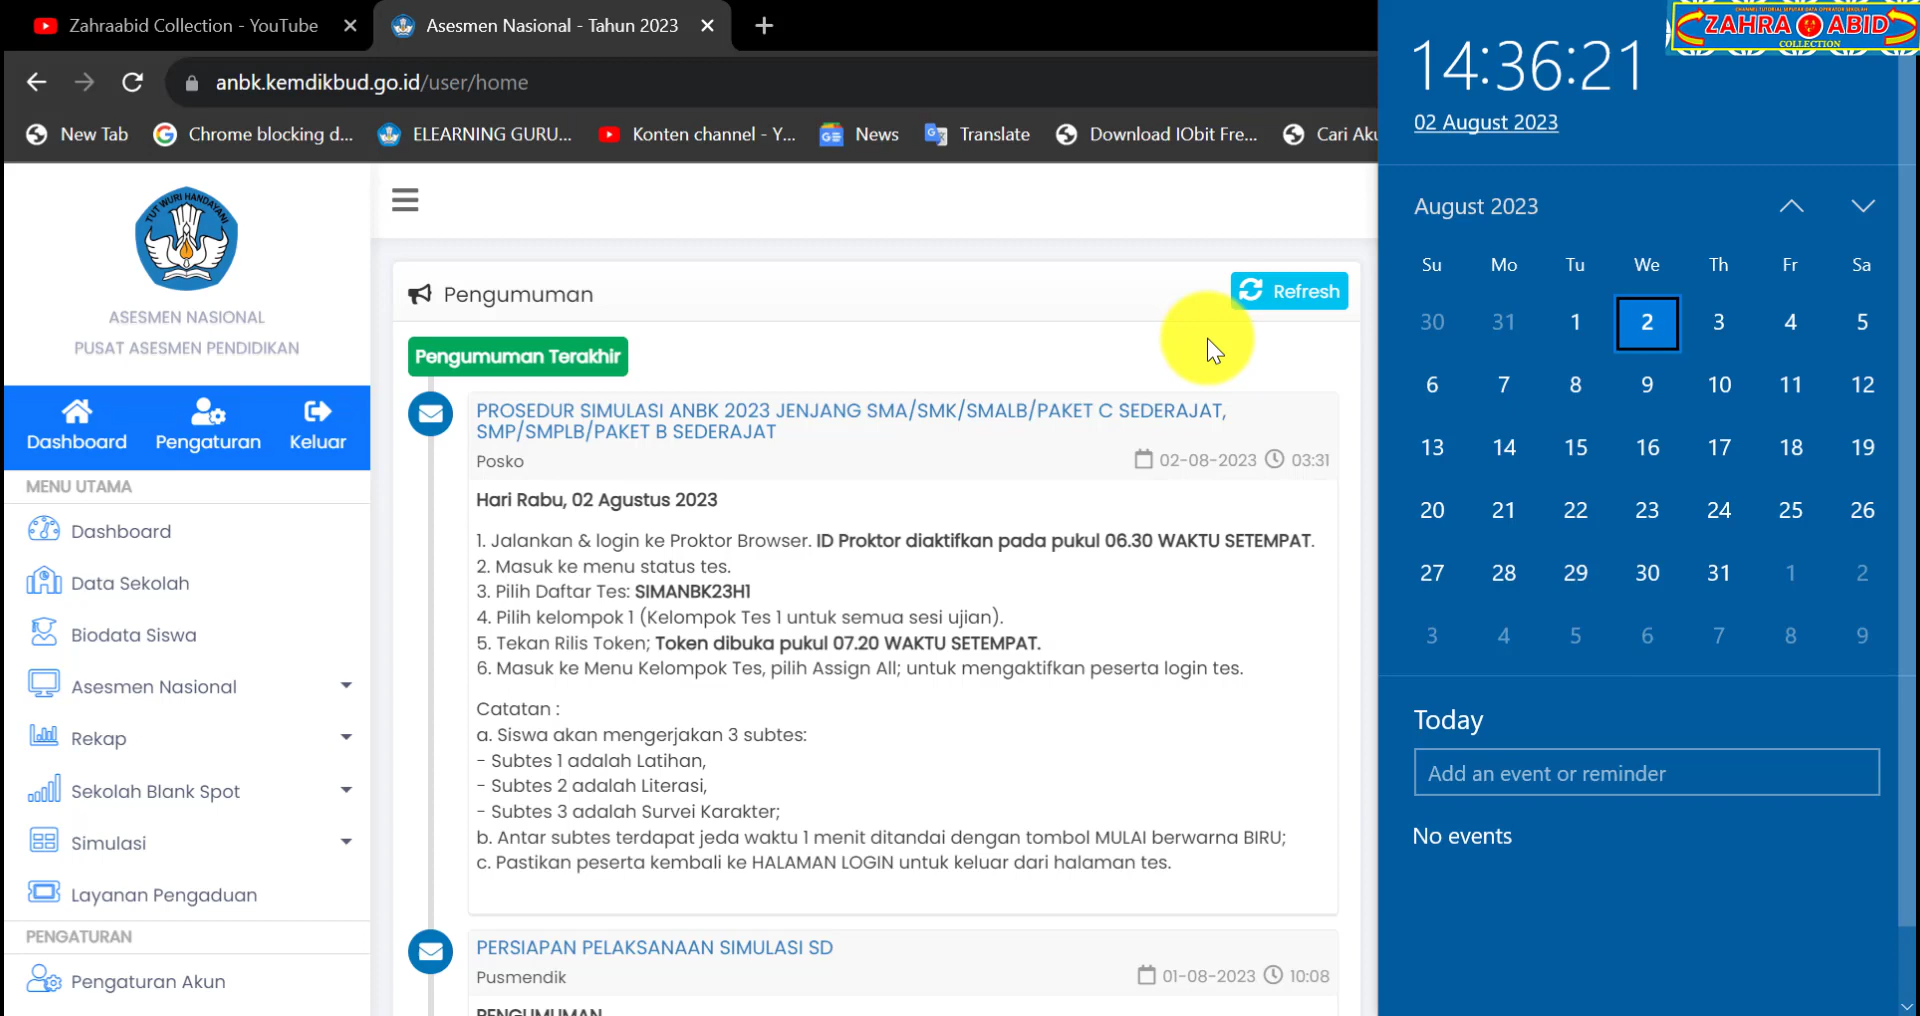 Zahraabid Collection - YouTube
Asesmen Nasional - Tahun 2023
anbk.kemdikbud.go.id/user/home
New Tab
Chrome blocking d...
ELEARNING GURU...
Konten channel - Y...
News
Translate
Download IObit Fre...
Cari Aku
TUT WURI HANDAYANI
ASESMEN NASIONAL
PUSAT ASESMEN PENDIDIKAN
Dashboard
Pengaturan
Keluar
MENU UTAMA
Dashboard
Data Sekolah
Biodata Siswa
Asesmen Nasional
Rekap
Sekolah Blank Spot
Simulasi
Layanan Pengaduan
PENGATURAN
Pengaturan Akun
Pengumuman
Refresh
Pengumuman Terakhir
PROSEDUR SIMULASI ANBK 2023 JENJANG SMA/SMK/SMALB/PAKET C SEDERAJAT,
SMP/SMPLB/PAKET B SEDERAJAT
Posko
02-08-2023 03:31
Hari Rabu, 02 Agustus 2023
1. Jalankan & login ke Proktor Browser. ID Proktor diaktifkan pada pukul 06.30 WAKTU SETEMPAT.
2. Masuk ke menu status tes.
3. Pilih Daftar Tes: SIMANBK23H1
4. Pilih kelompok 1 (Kelompok Tes 1 untuk semua sesi ujian).
5. Tekan Rilis Token; Token dibuka pukul 07.20 WAKTU SETEMPAT.
6. Masuk ke Menu Kelompok Tes, pilih Assign All; untuk mengaktifkan peserta login tes.
Catatan :
a. Siswa akan mengerjakan 3 subtes:
- Subtes 1 adalah Latihan,
- Subtes 2 adalah Literasi,
- Subtes 3 adalah Survei Karakter;
b. Antar subtes terdapat jeda waktu 1 menit ditandai dengan tombol MULAI berwarna BIRU;
c. Pastikan peserta kembali ke HALAMAN LOGIN untuk keluar dari halaman tes.
PERSIAPAN PELAKSANAAN SIMULASI SD
Pusmendik
01-08-2023 10:08
PENGUMUMAN
CHANNEL TUTORIAL SEPUTAR DATA OPERATOR SEKOLAH
ZAHRA ABID
COLLECTION
14:36:21
02 August 2023
August 2023
Su Mo Tu We Th Fr Sa
30 31 1 2 3 4 5
6 7 8 9 10 11 12
13 14 15 16 17 18 19
20 21 22 23 24 25 26
27 28 29 30 31 1 2
3 4 5 6 7 8 9
Today
Add an event or reminder
No events